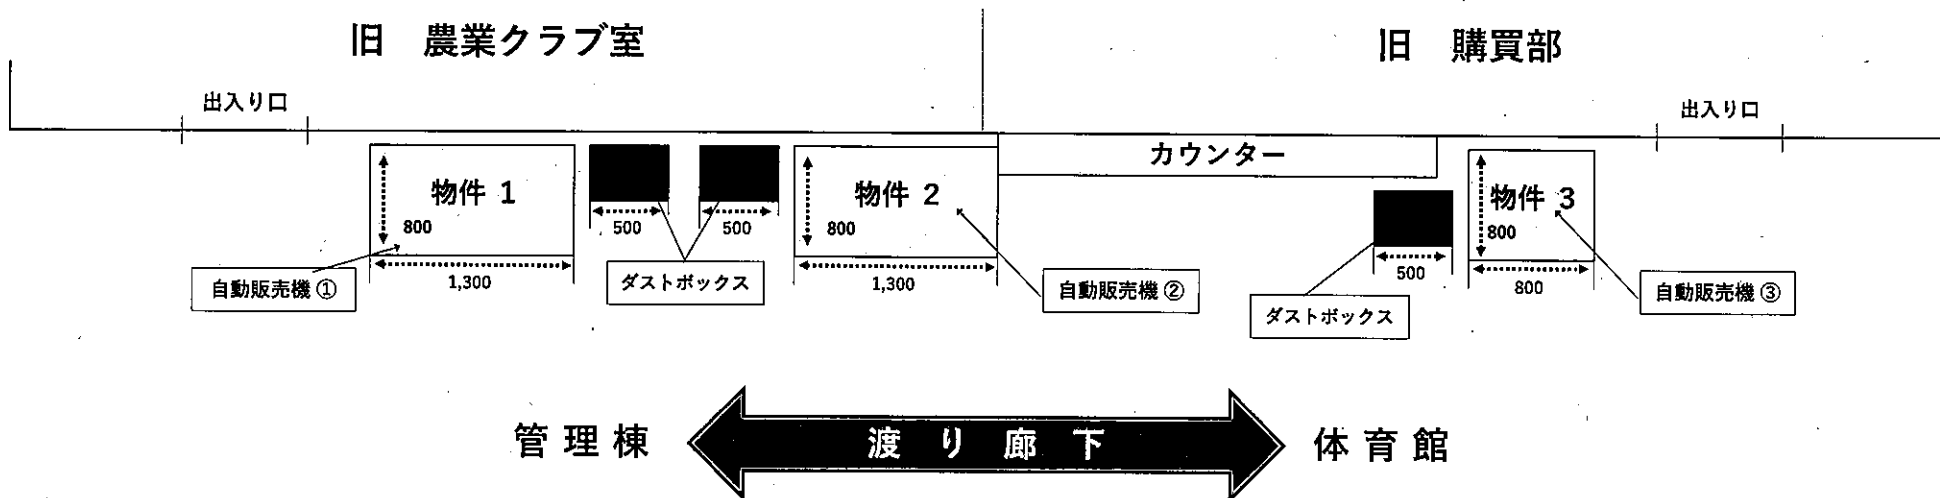 旧 農業クラブ室
旧 購買部
出入り口
出入り口
カウンター
物件 1
物件 2
物件 3
800
500
500
800
800
500
1,300
1,300
800
自動販売機 ①
ダストボックス
自動販売機 ②
ダストボックス
自動販売機 ③
管理棟
渡り廊下
体育館